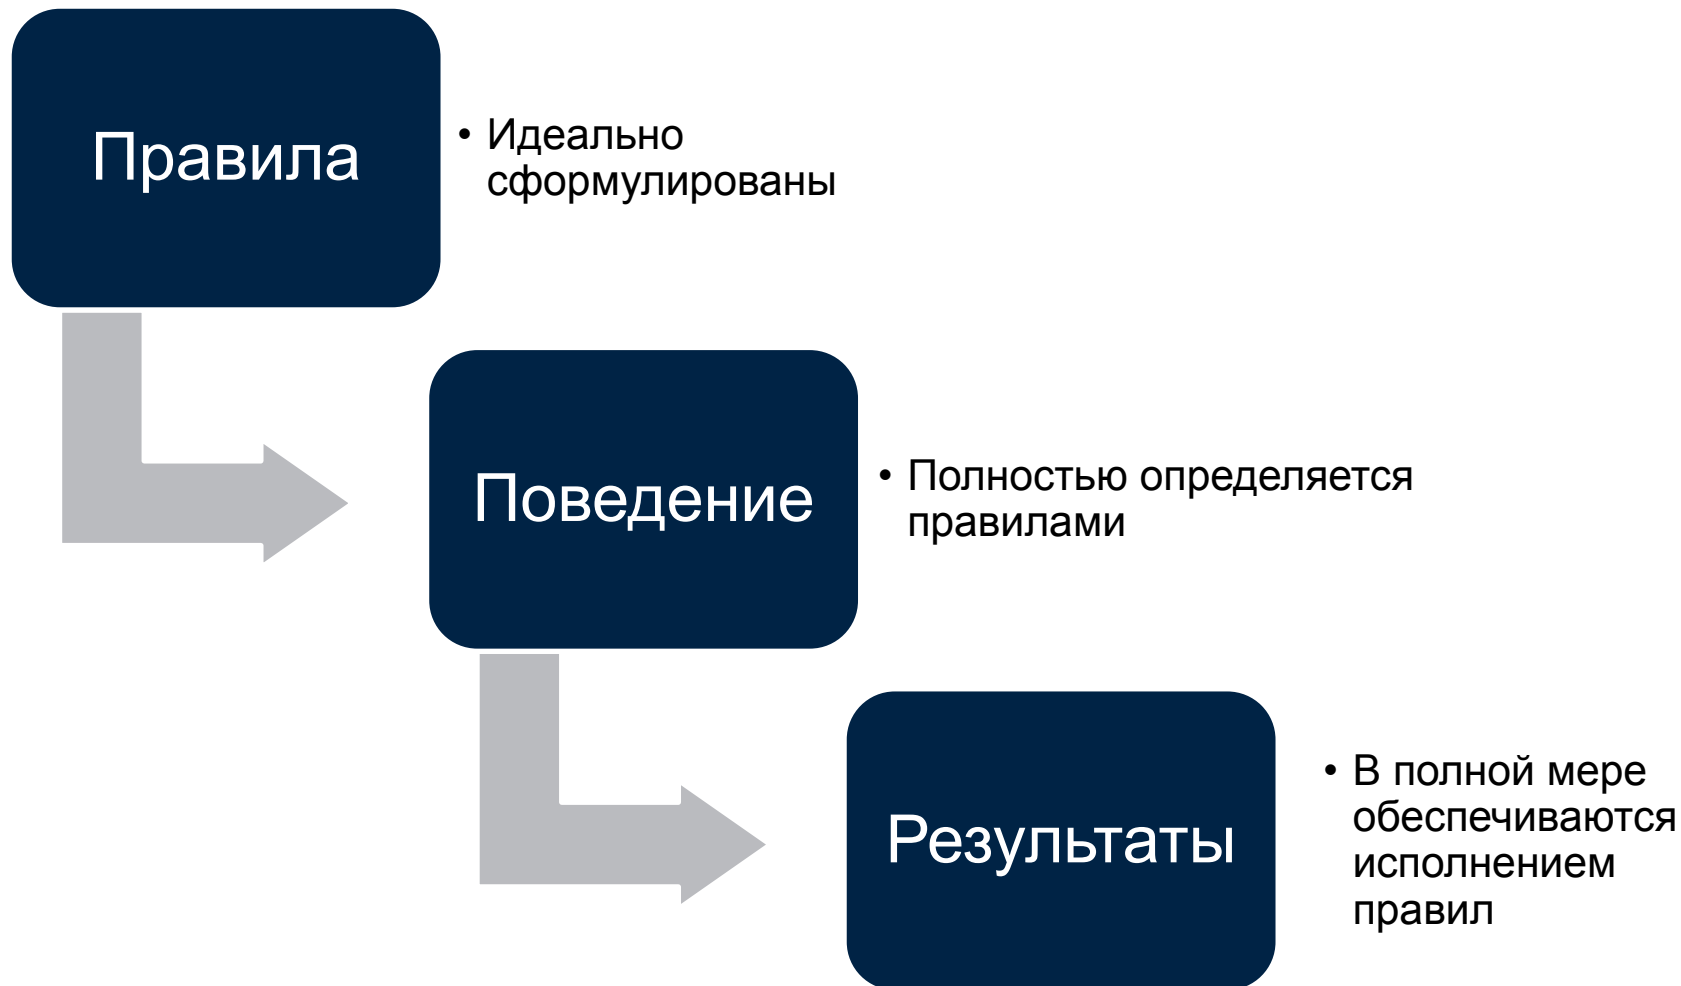 Правила
• Идеально
сформулированы
Поведение
• Полностью определяется
правилами
Результаты
• В полной мере
обеспечиваются
исполнением
правил